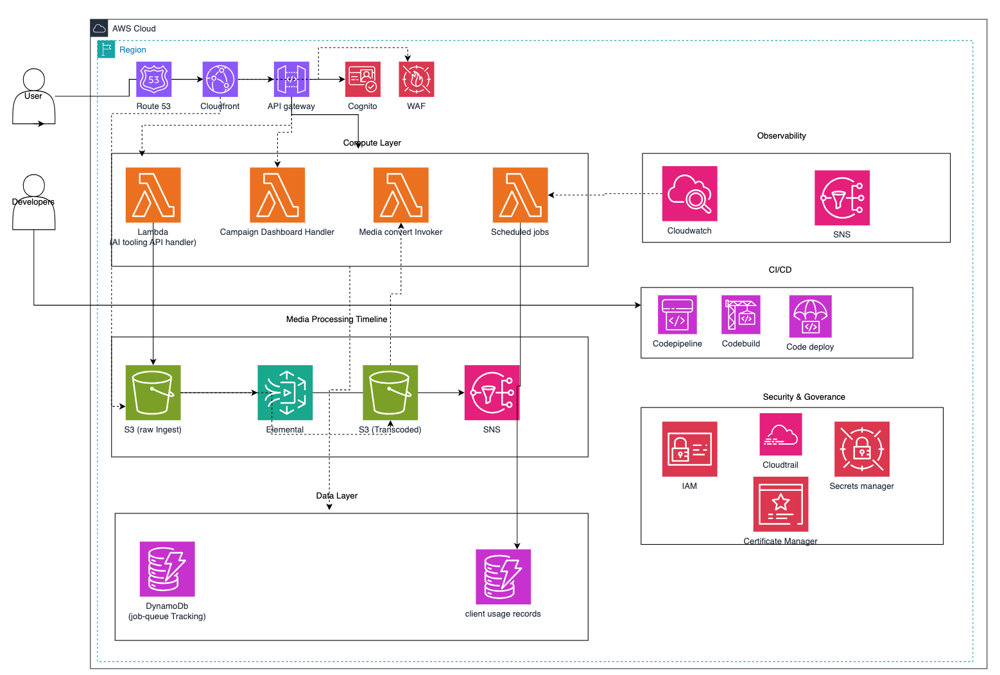 AWS Cloud
Region
User
53
Route 53
Cloudfront
API gateway
Cognito
WAF
Compute Layer
Observability
Developers
Lambda
(AI tooling API handler)
Campaign Dashboard Handler
Media convert Invoker
Scheduled jobs
Cloudwatch
SNS
CI/CD
Codepipeline
Codebuild
Code deploy
Media Processing Timeline
S3 (raw Ingest)
Elemental
S3 (Transcoded)
SNS
Security & Goverance
IAM
Cloudtrail
Secrets manager
Certificate Manager
Data Layer
DynamoDb
(job-queue Tracking)
client usage records